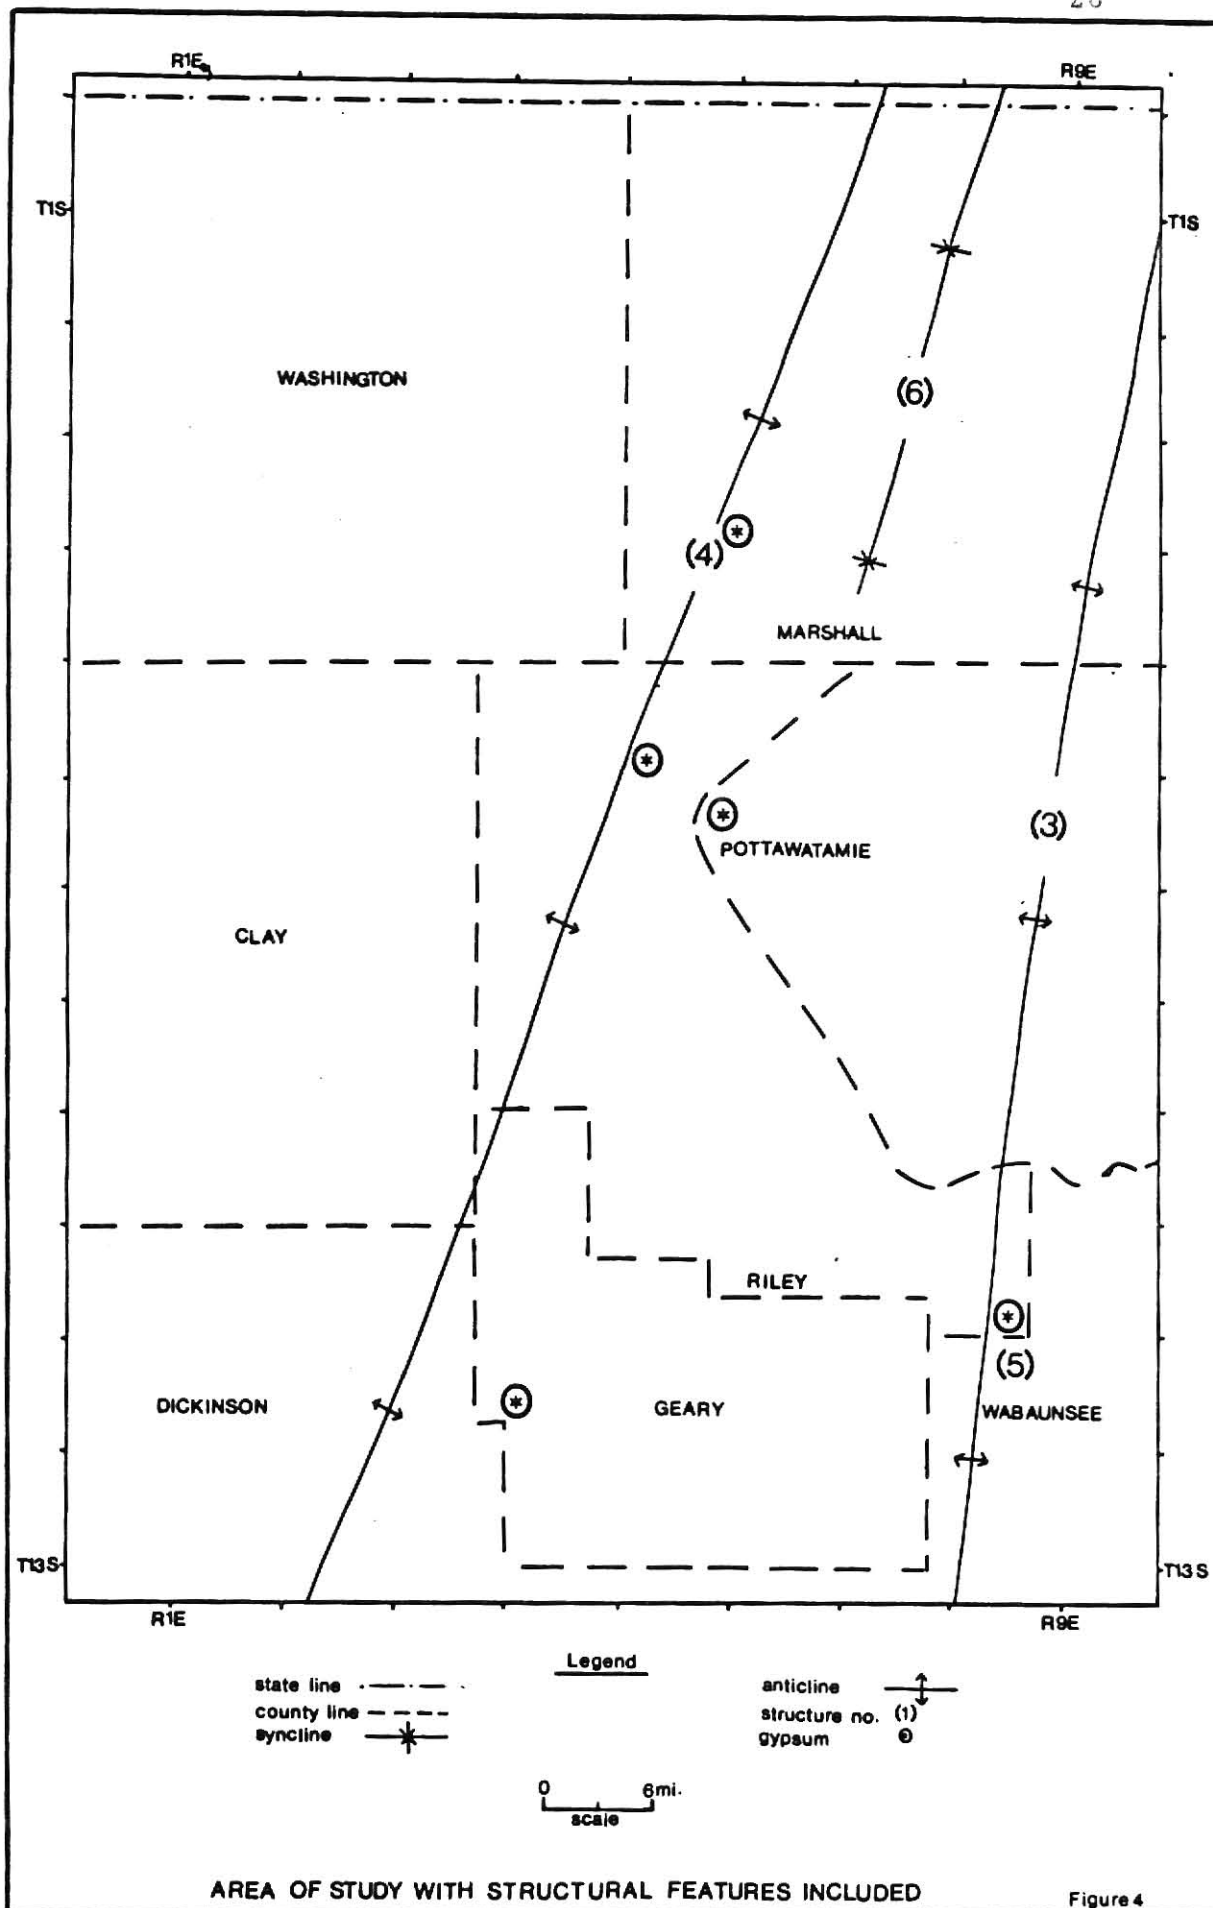 R1E R9E
T1S T1S
WASHINGTON
(6)
(4)
MARSHALL
(3)
POTTAWATAMIE
CLAY
RILEY
(5)
DICKINSON GEARY WABAUNSEE
T13S T13S
R1E R9E
Legend
state line anticline
county line structure no. (1)
syncline gypsum
0 6mi.
scale
AREA OF STUDY WITH STRUCTURAL FEATURES INCLUDED Figure 4